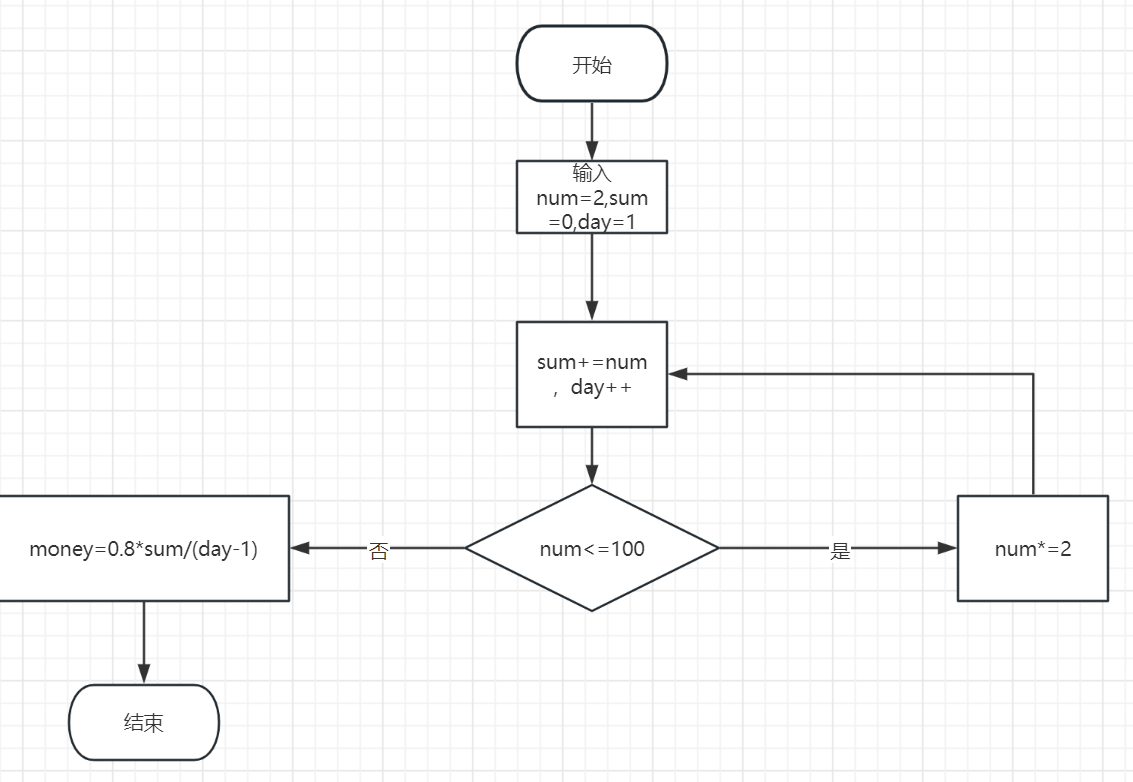 开始
输入
num=2,sum
=0,day=1
sum+=num
，day++
num<=100
否
是
num*=2
money=0.8*sum/(day-1)
结束